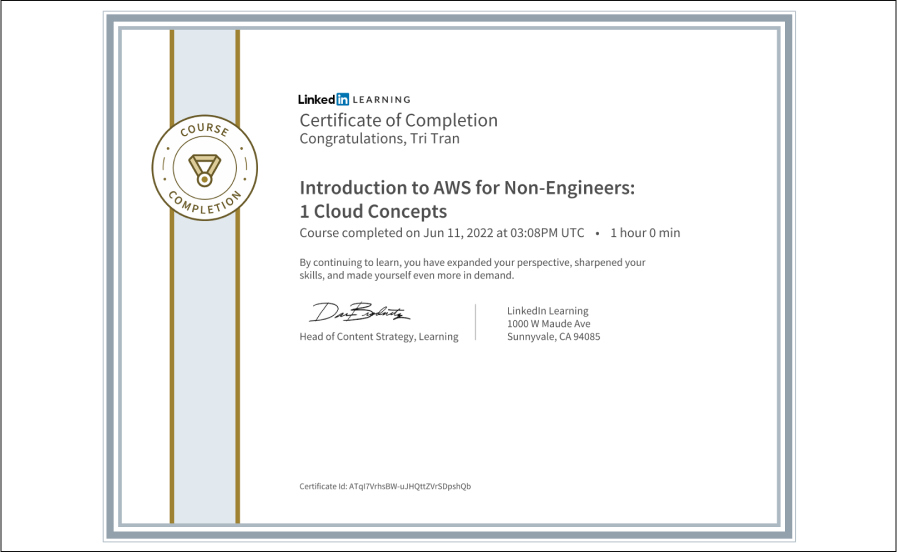 COURSE
COMPLETION
Linked in LEARNING
Certificate of Completion
Congratulations, Tri Tran
Introduction to AWS for Non-Engineers:
1 Cloud Concepts
Course completed on Jun 11, 2022 at 03:08PM UTC • 1 hour 0 min
By continuing to learn, you have expanded your perspective, sharpened your
skills, and made yourself even more in demand.
Head of Content Strategy, Learning
LinkedIn Learning
1000 W Maude Ave
Sunnyvale, CA 94085
Certificate Id: ATqI7VrhsBW-uJHQttZVrSDpshQb